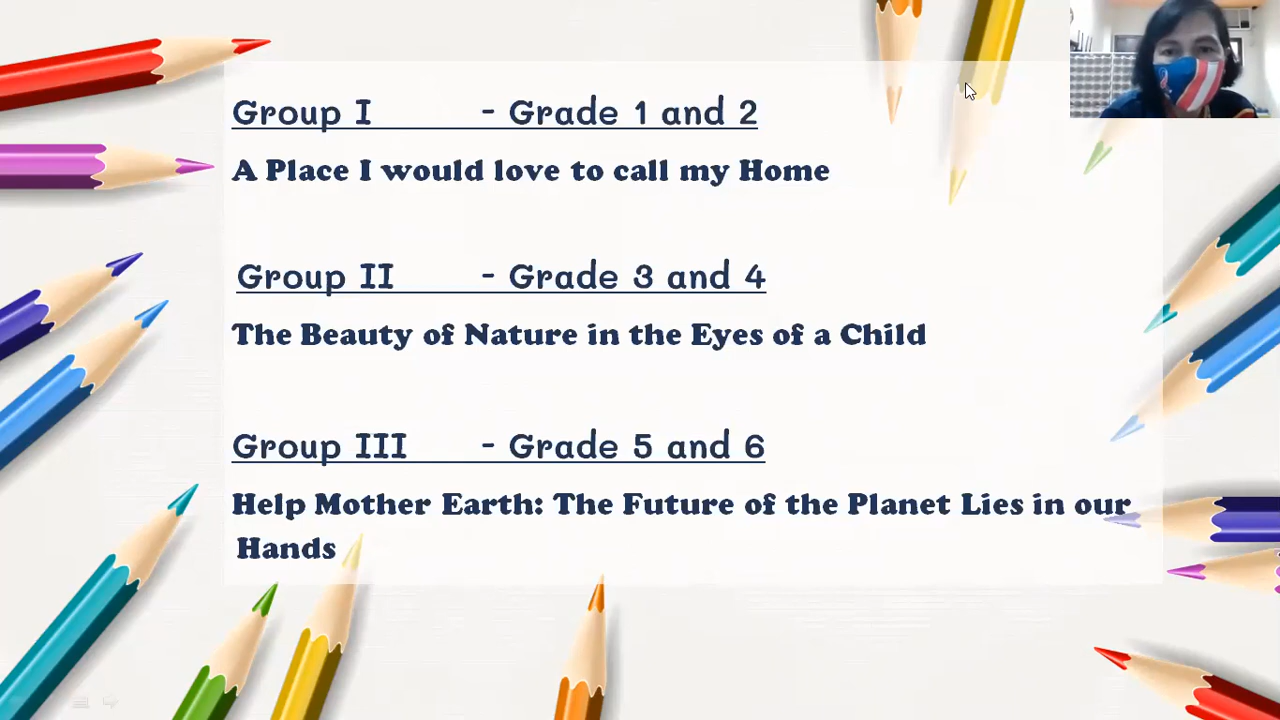 Group I - Grade 1 and 2
A Place I would love to call my Home
Group II - Grade 3 and 4
The Beauty of Nature in the Eyes of a Child
Group III - Grade 5 and 6
Help Mother Earth: The Future of the Planet Lies in our
Hands